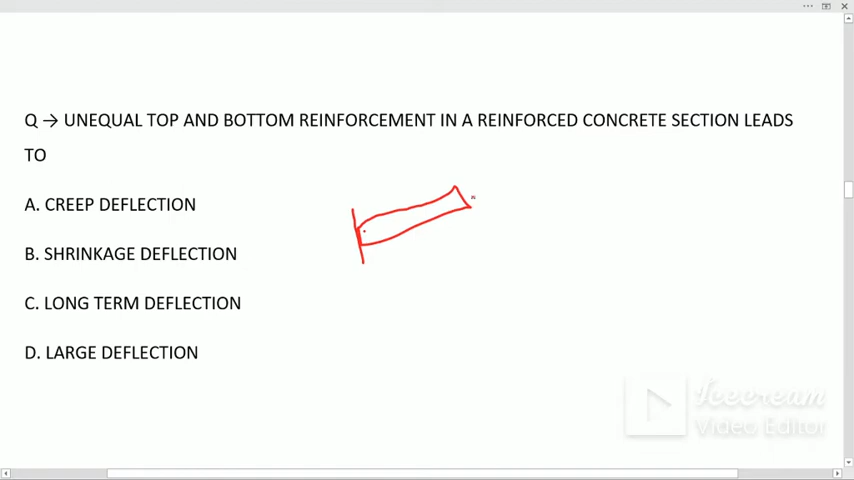 Q → UNEQUAL TOP AND BOTTOM REINFORCEMENT IN A REINFORCED CONCRETE SECTION LEADS
TO
A. CREEP DEFLECTION
B. SHRINKAGE DEFLECTION
C. LONG TERM DEFLECTION
D. LARGE DEFLECTION
Icecream
Video Editor